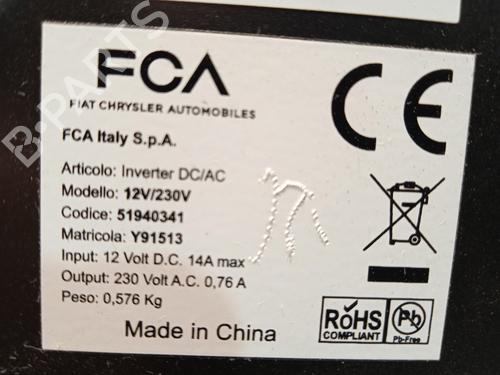 FCA
FIAT CHRYSLER AUTOMOBILES
FCA Italy S.p.A.
Articolo: Inverter DC/AC
Modello: 12V/230V
Codice: 51940341
Matricola: Y91513
Input: 12 Volt D.C. 14A max
Output: 230 Volt A.C. 0,76 A
Peso: 0,576 Kg
Made in China
CE
RoHS
COMPLIANT
Pb
Pb-Free
B-PARTS